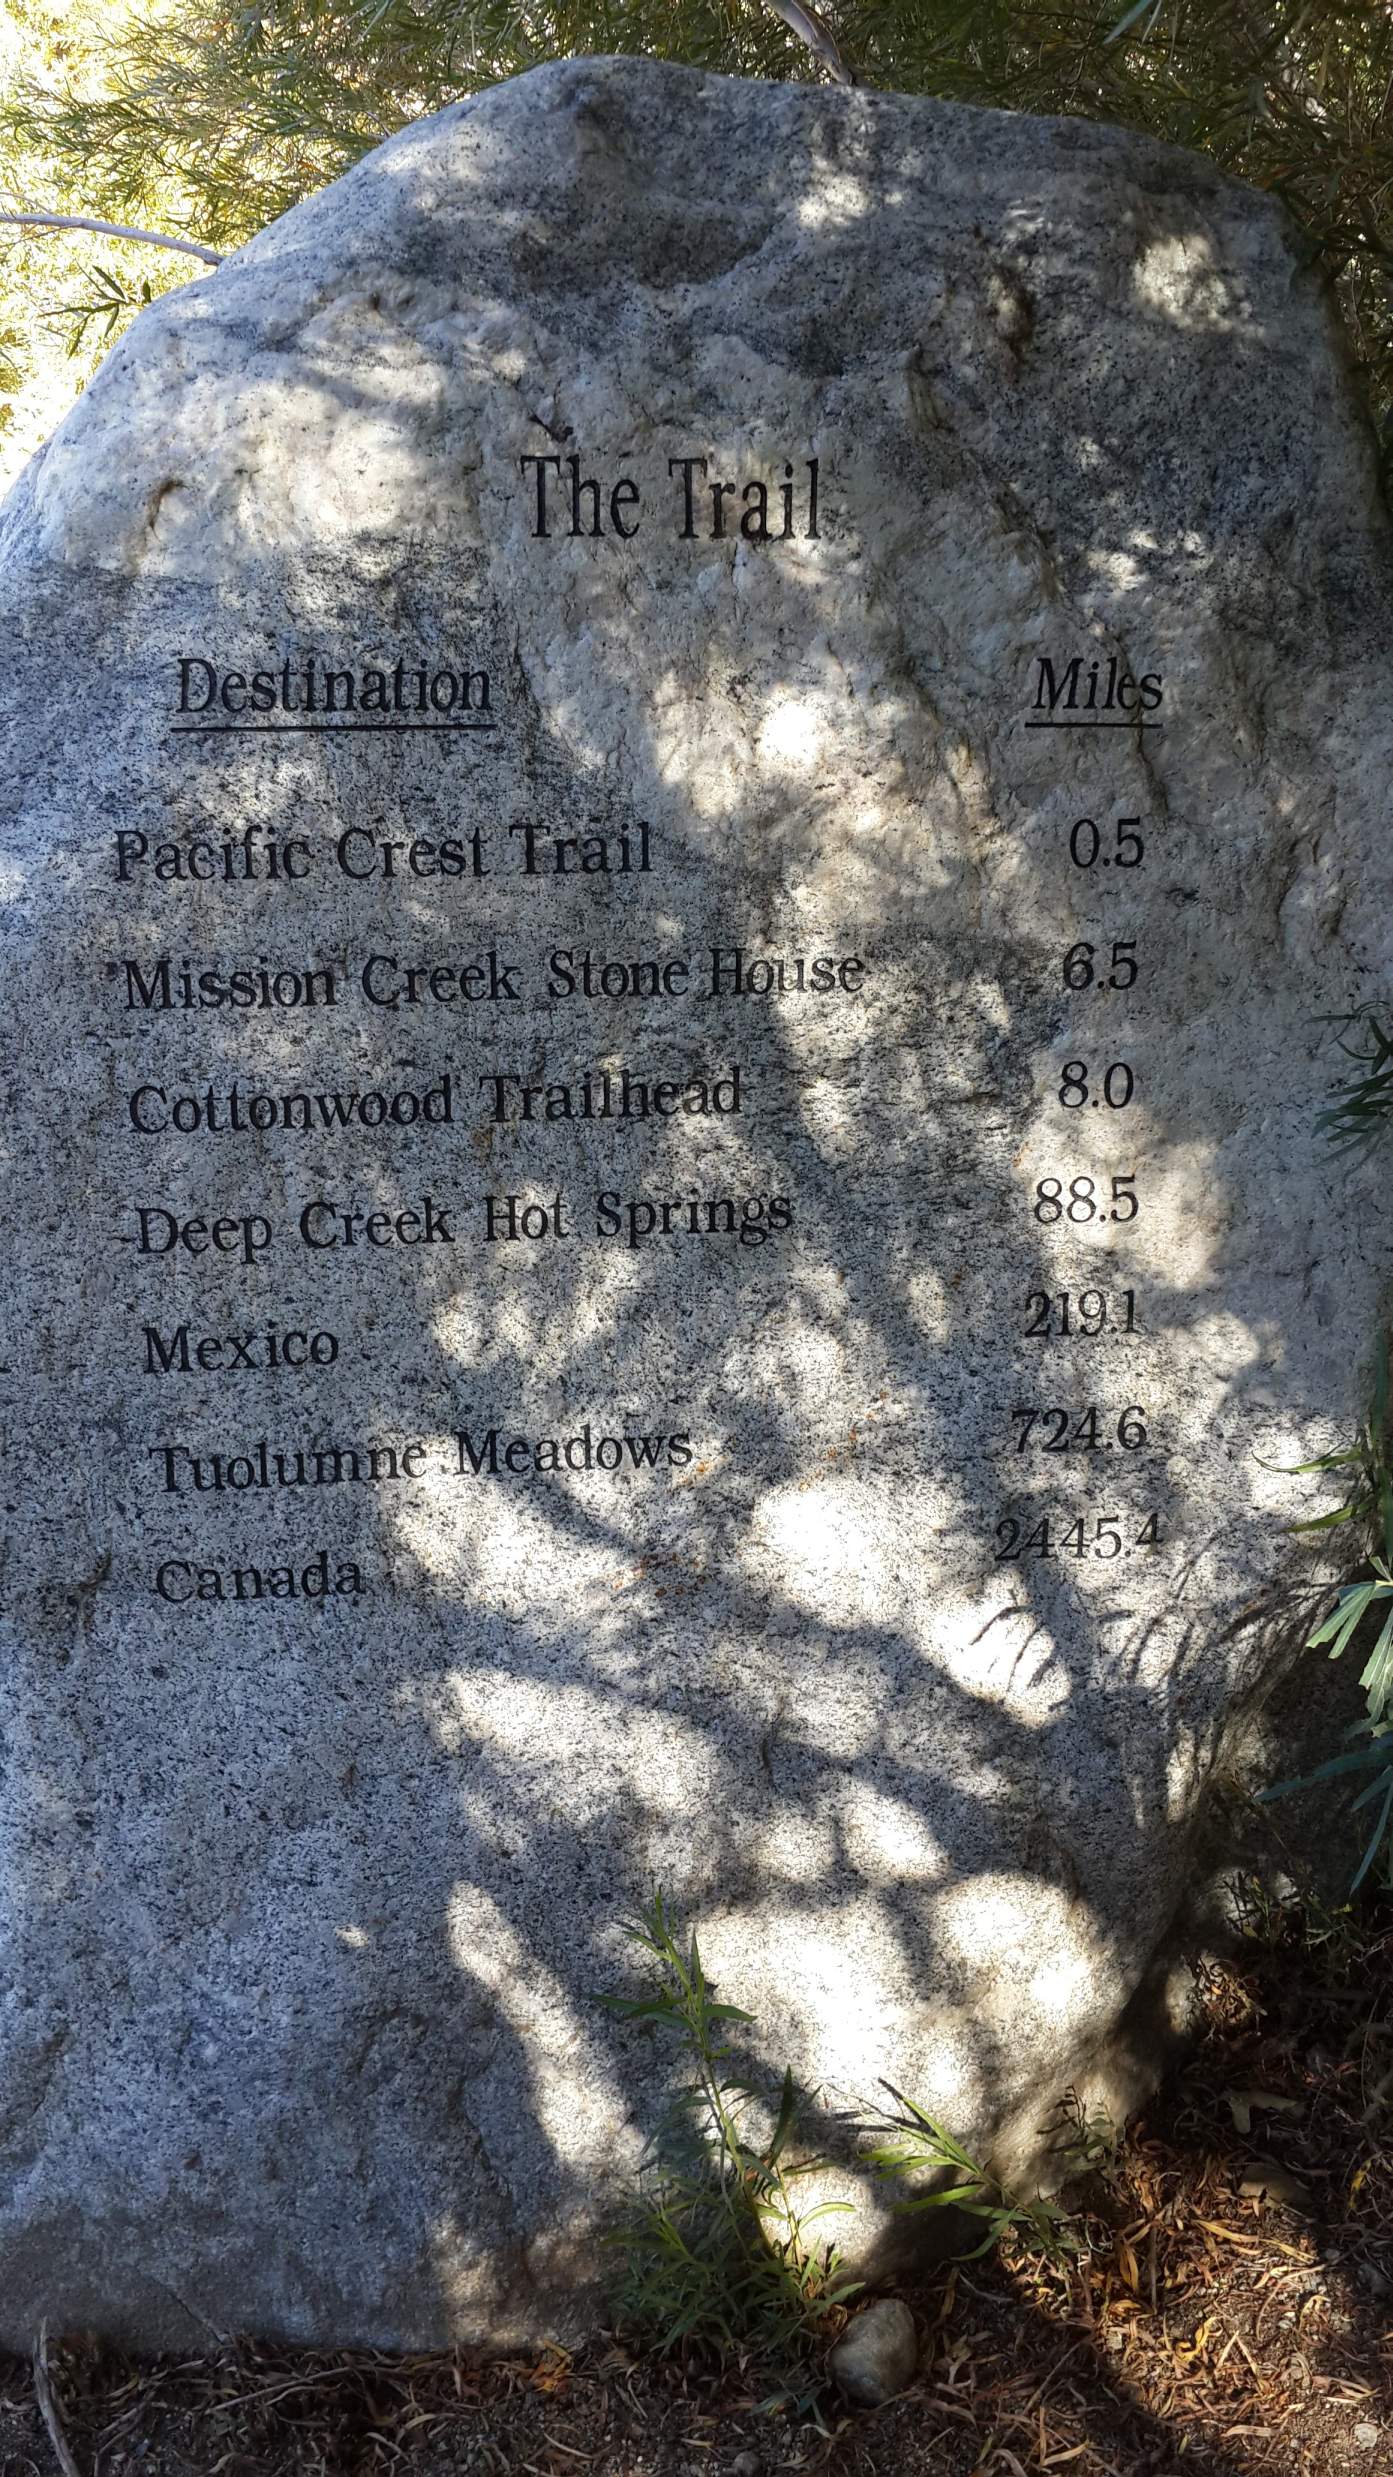 The Trail
Destination Miles
Pacific Crest Trail 0.5
Mission Creek Stone House 6.5
Cottonwood Trailhead 8.0
Deep Creek Hot Springs 88.5
Mexico 219.1
Tuolumne Meadows 724.6
Canada 2445.4